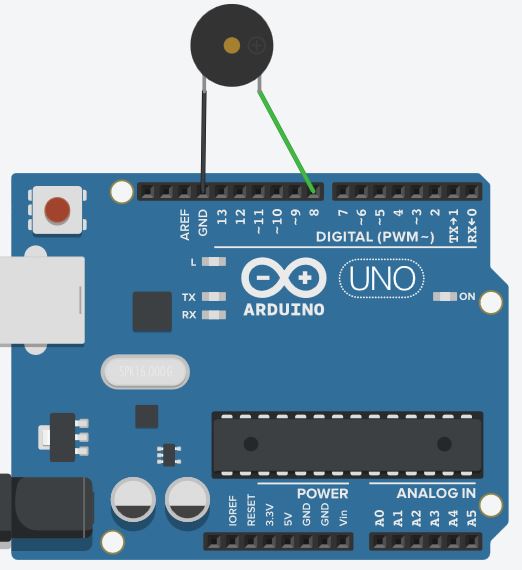 AREF
GND
13
12
~11
~10
~9
8
7
~6
~5
4
~3
2
TX→1
RX←0
DIGITAL (PWM~)
L
TX
RX
ARDUINO
UNO
ON
SPK16.000G
POWER
ANALOG IN
IOREF
RESET
3.3V
5V
GND
GND
Vin
A0
A1
A2
A3
A4
A5